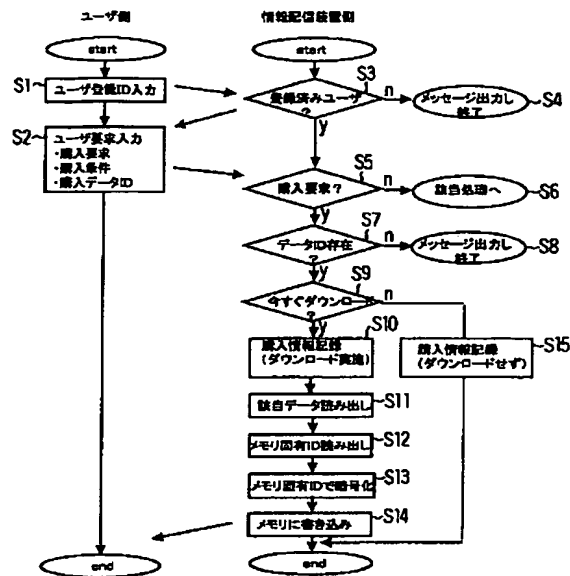 ユーザ側
情報配信装置側
start
start
S1
ユーザ登録ID入力
S3
登録済みユーザ
?
n
メッセージ出力し
終了
S4
y
S2
ユーザ要求入力
・購入要求
・購入条件
・購入データID
S5
購入要求?
n
該当処理へ
S6
y
S7
データID存在
?
n
メッセージ出力し
終了
S8
y
S9
今すぐダウンロード
?
n
y
S10
購入情報記録
(ダウンロード実施)
購入情報記録
(ダウンロードせず)
S15
該当データ読み出し
S11
メモリ固有ID読み出し
S12
メモリ固有IDで暗号化
S13
メモリに書き込み
S14
end
end